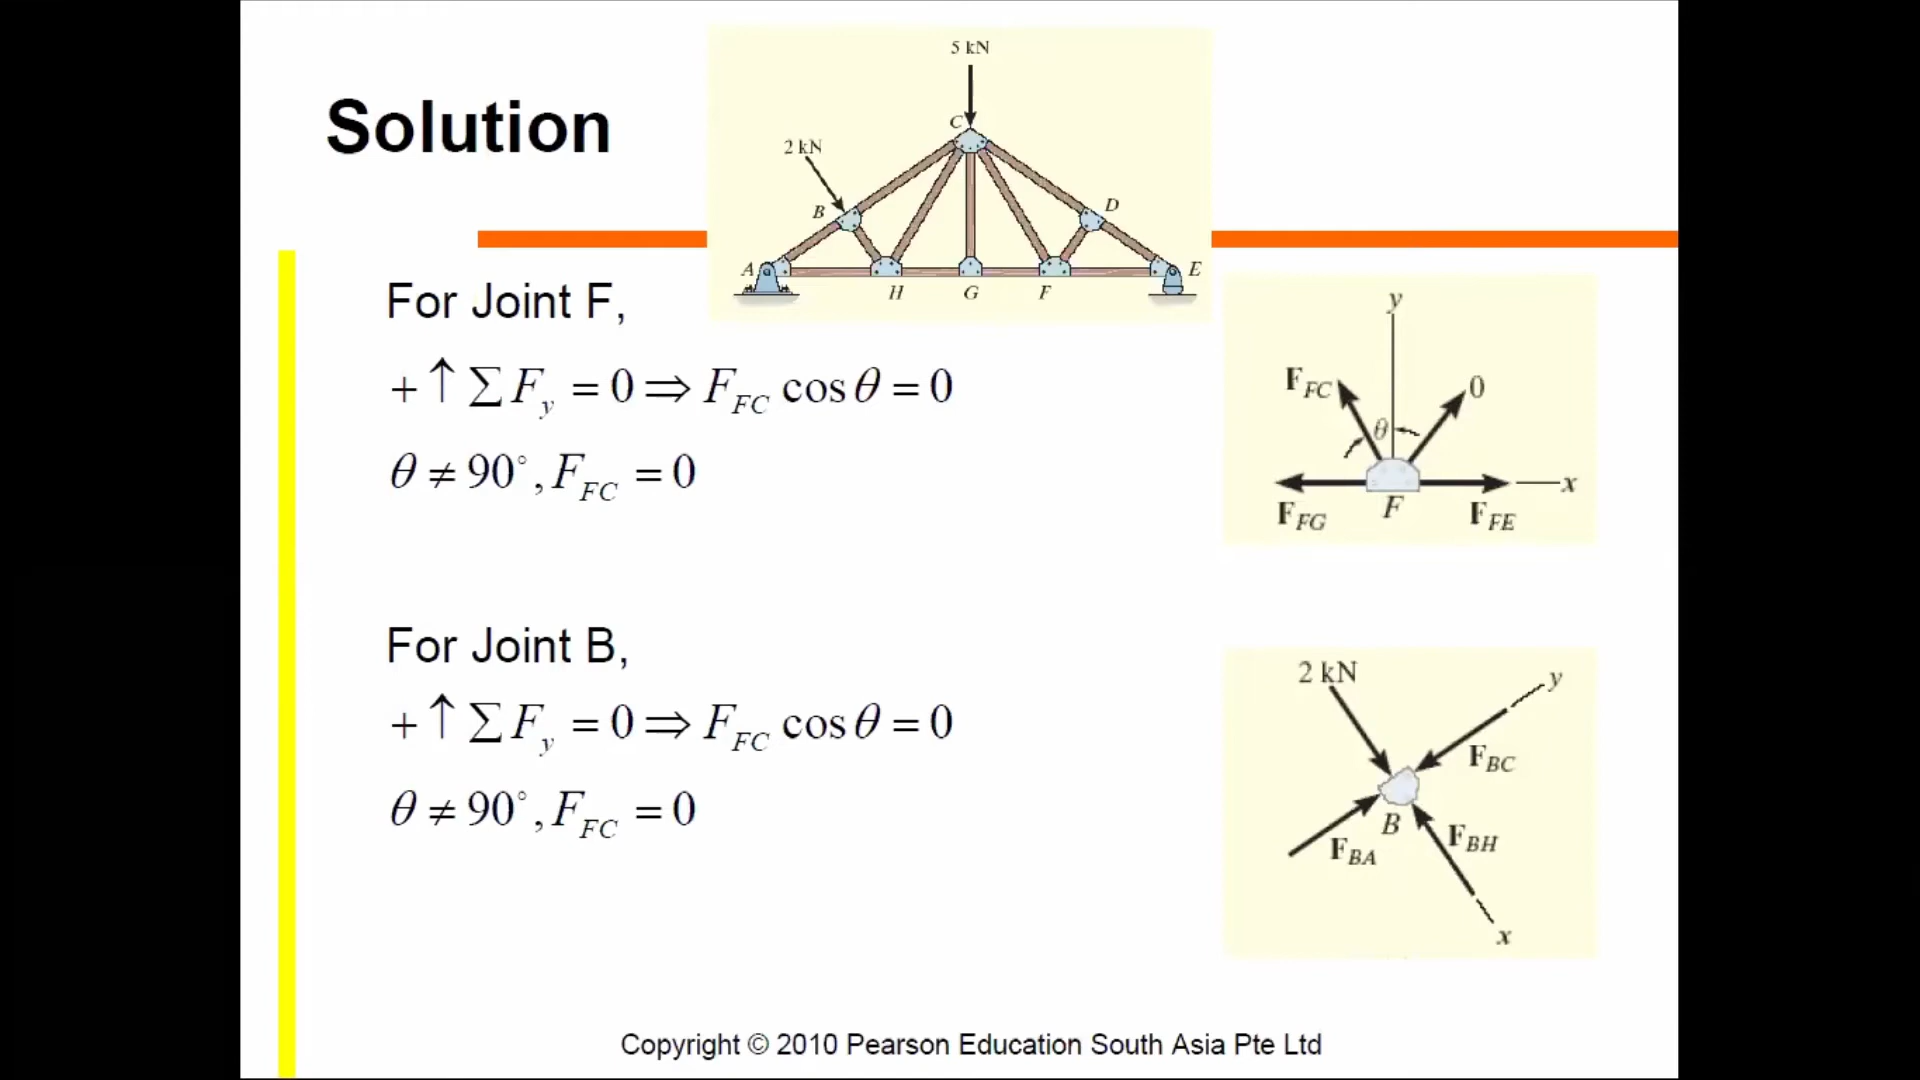 5 kN
Solution
C
2 kN
B
D
A
E
H G F
For Joint F,
+↑∑F_y = 0 ⇒ F_FC cos θ = 0
θ ≠ 90°, F_FC = 0
y
F_FC
0
θ
x
F_FG
F
F_FE
For Joint B,
+↑∑F_y = 0 ⇒ F_FC cos θ = 0
θ ≠ 90°, F_FC = 0
2 kN
y
F_BC
B
F_BA
F_BH
x
Copyright © 2010 Pearson Education South Asia Pte Ltd